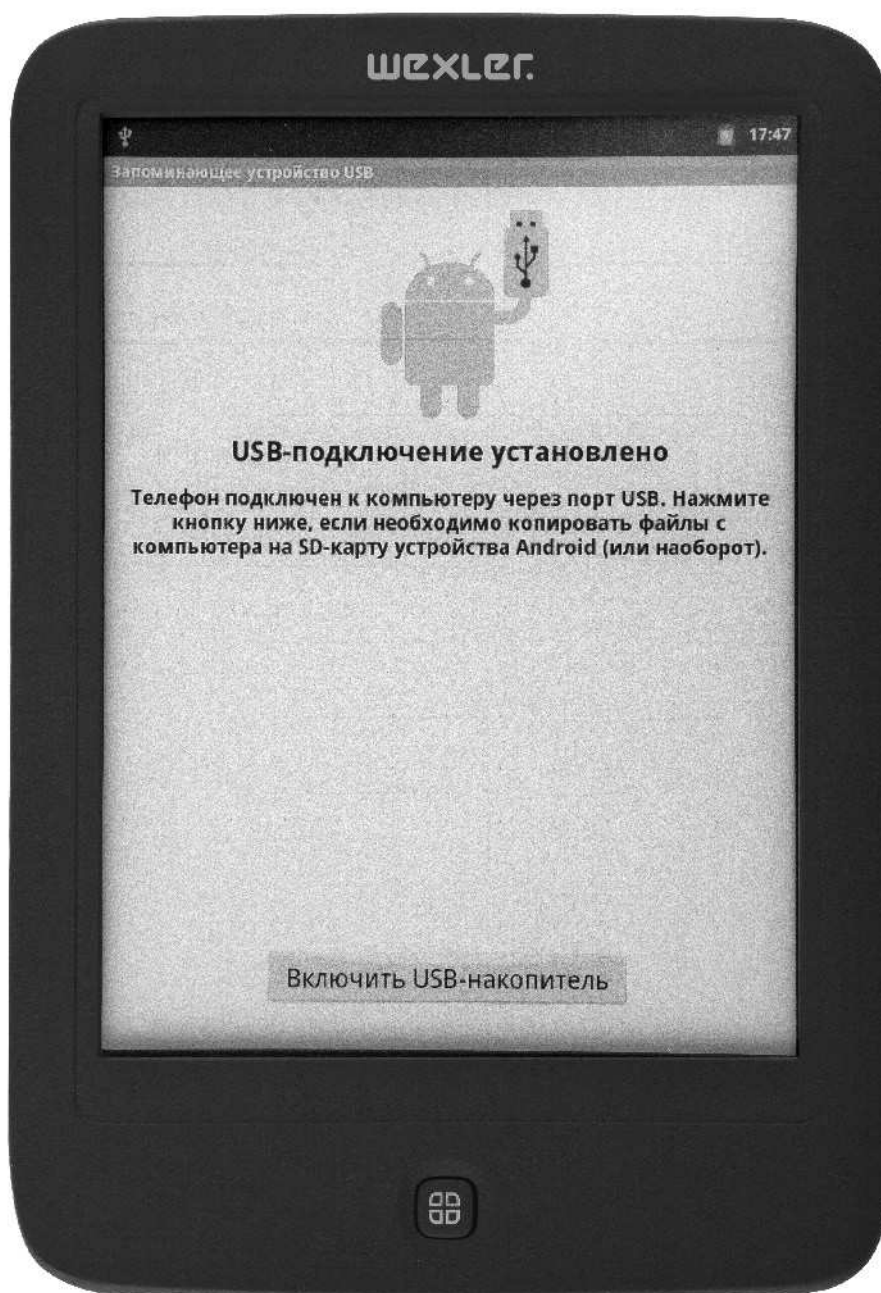 wexler.
17:47
Запоминающее устройство USB
USB-подключение установлено
Телефон подключен к компьютеру через порт USB. Нажмите
кнопку ниже, если необходимо копировать файлы с
компьютера на SD-карту устройства Android (или наоборот).
Включить USB-накопитель